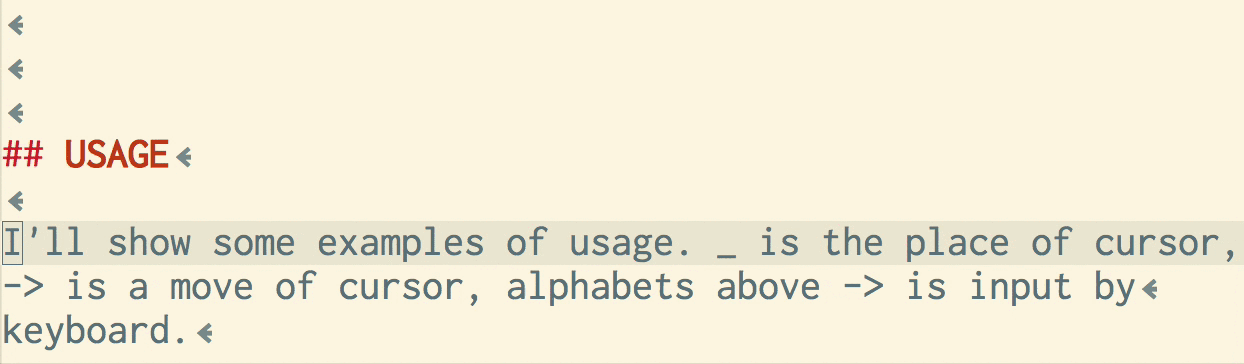 ## USAGE
I'll show some examples of usage. _ is the place of cursor,
-> is a move of cursor, alphabets above -> is input by
keyboard.